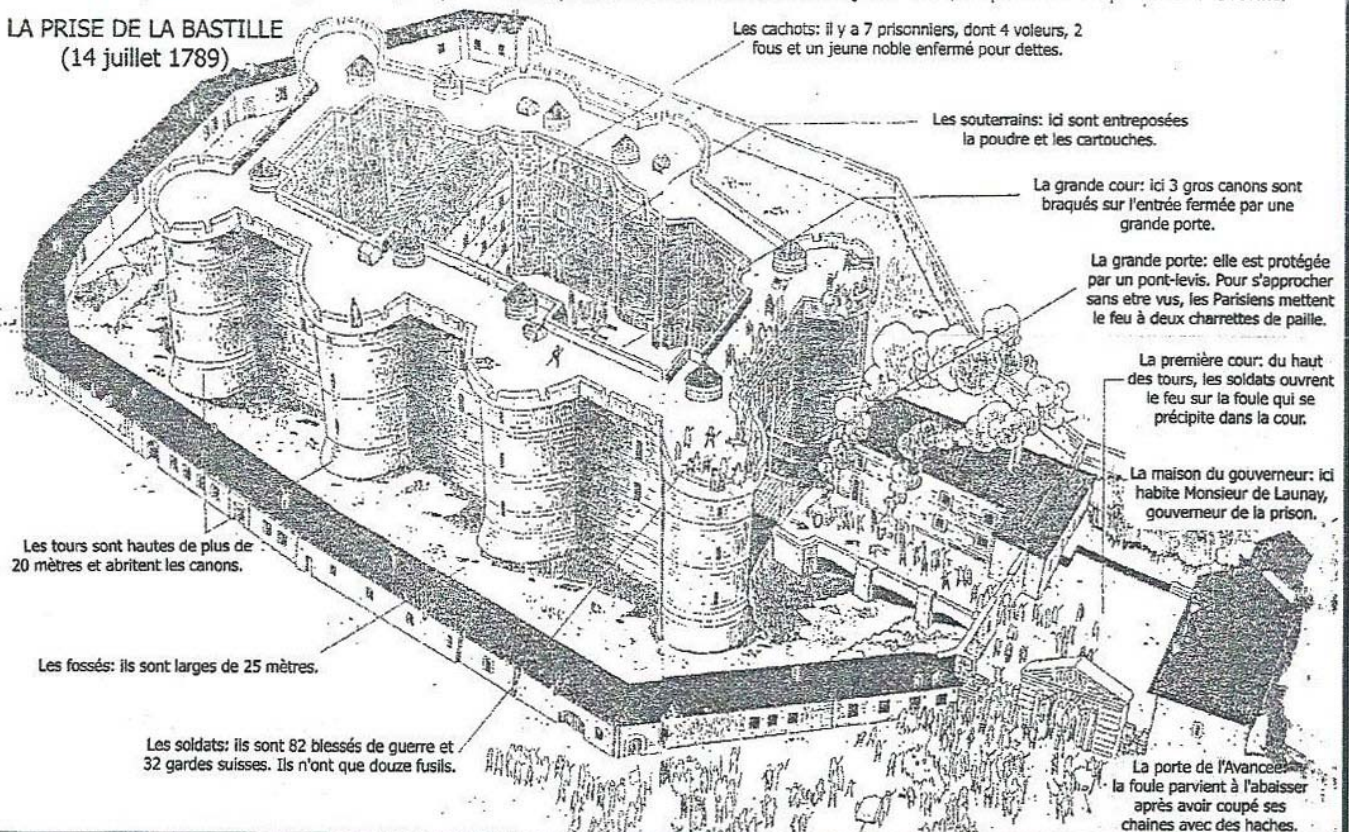 LA PRISE DE LA BASTILLE
(14 juillet 1789)
Les cachots: il y a 7 prisonniers, dont 4 voleurs, 2
fous et un jeune noble enfermé pour dettes.
Les souterrains: ici sont entreposées
la poudre et les cartouches.
La grande cour: ici 3 gros canons sont
braqués sur l'entrée fermée par une
grande porte.
La grande porte: elle est protégée
par un pont-levis. Pour s'approcher
sans etre vus, les Parisiens mettent
le feu à deux charrettes de paille.
La première cour: du haut
des tours, les soldats ouvrent
le feu sur la foule qui se
précipite dans la cour.
La maison du gouverneur: ici
habite Monsieur de Launay,
gouverneur de la prison.
Les tours sont hautes de plus de
20 mètres et abritent les canons.
Les fossés: ils sont larges de 25 mètres.
Les soldats: ils sont 82 blessés de guerre et
32 gardes suisses. Ils n'ont que douze fusils.
La porte de l'Avancée:
la foule parvient à l'abaisser
après avoir coupé ses
chaines avec des haches.